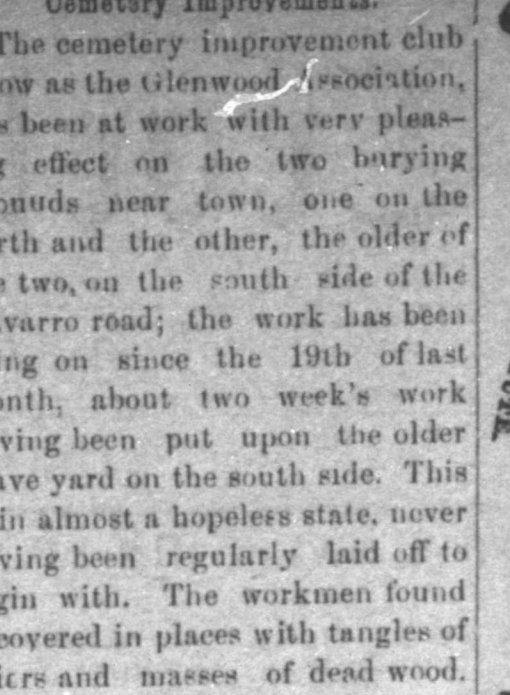 Cemetery Improvements.
The cemetery improvement club
ow as the Glenwood Association,
s been at work with very pleas-
g effect on the two burying
ounds near town, one on the
rth and the other, the older of
e two, on the south side of the
varro road; the work has been
ing on since the 19th of last
onth, about two week's work
ving been put upon the older
ave yard on the south side. This
in almost a hopeless state, never
ving been regularly laid off to
gin with. The workmen found
covered in places with tangles of
iers and masses of dead wood.